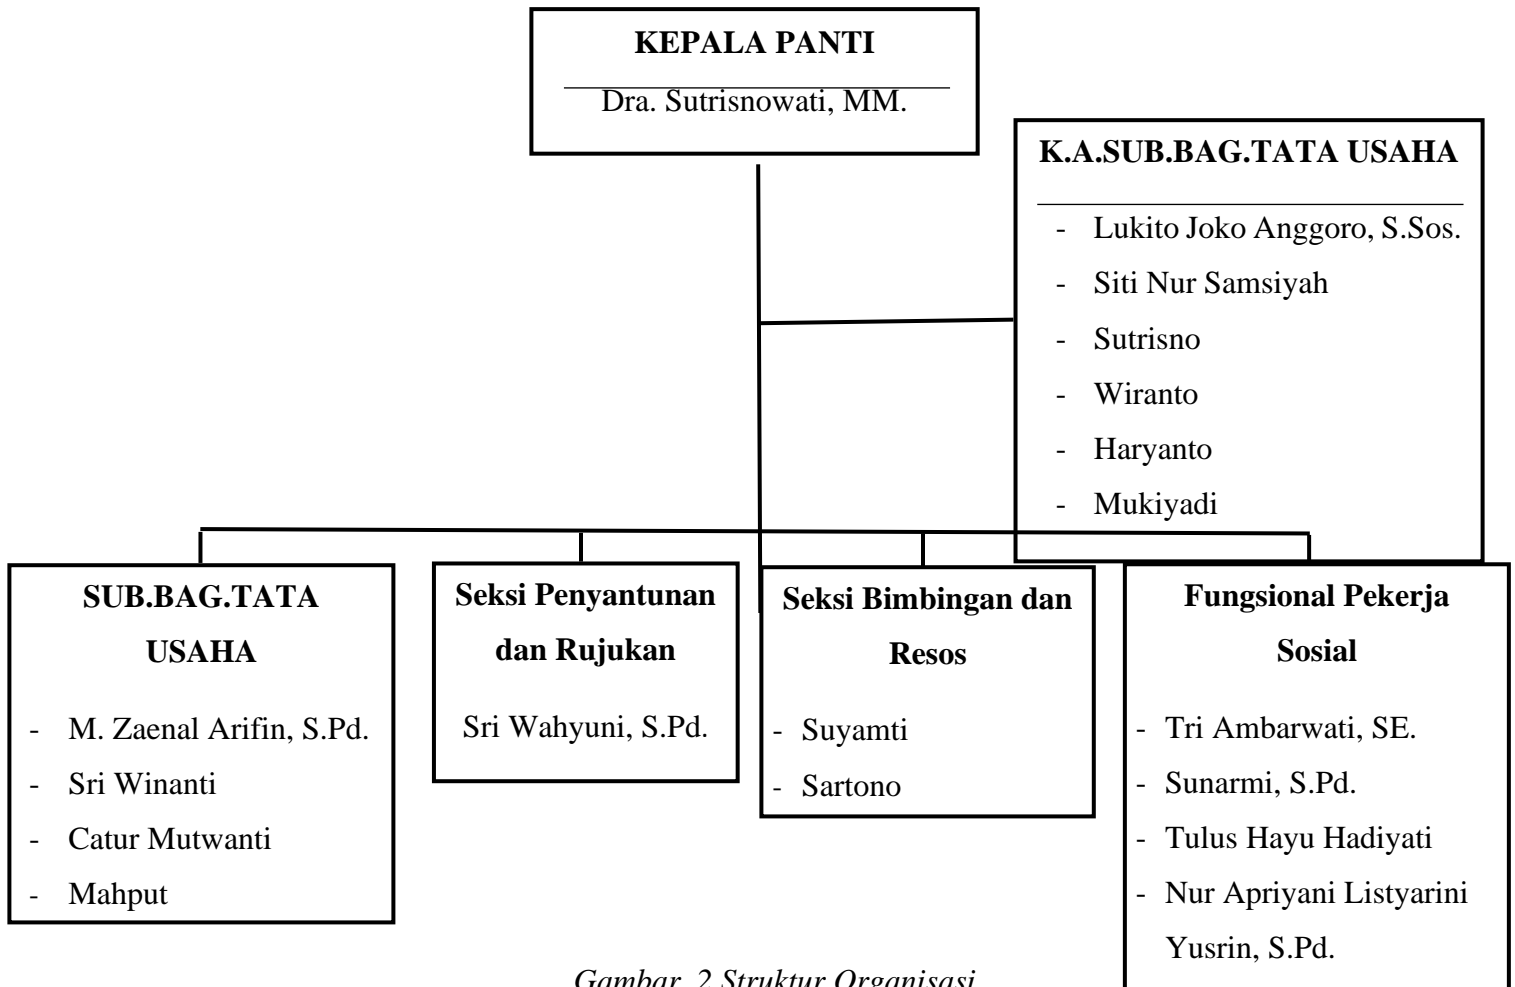 KEPALA PANTI
Dra. Sutrisnowati, MM.
K.A.SUB.BAG.TATA USAHA
- Lukito Joko Anggoro, S.Sos.
- Siti Nur Samsiyah
- Sutrisno
- Wiranto
- Haryanto
- Mukiyadi
SUB.BAG.TATA
USAHA
- M. Zaenal Arifin, S.Pd.
- Sri Winanti
- Catur Mutwanti
- Mahput
Seksi Penyantunan
dan Rujukan
Sri Wahyuni, S.Pd.
Seksi Bimbingan dan
Resos
- Suyamti
- Sartono
Fungsional Pekerja
Sosial
- Tri Ambarwati, SE.
- Sunarmi, S.Pd.
- Tulus Hayu Hadiyati
- Nur Apriyani Listyarini
Yusrin, S.Pd.
Gambar. 2 Struktur Organisasi